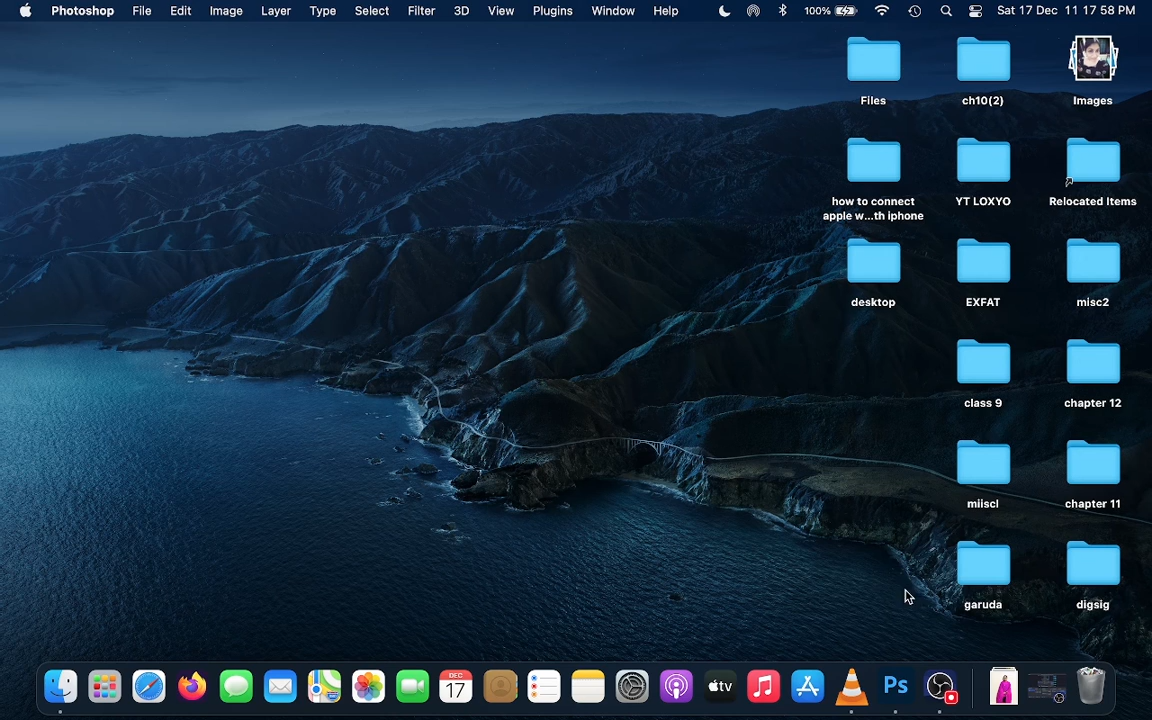 Photoshop File Edit Image Layer Type Select Filter 3D View Plugins Window Help 100% Sat 17 Dec 11 17 58 PM
Files ch10(2) Images
how to connect
apple w...th iphone
YT LOXYO Relocated Items
desktop EXFAT misc2
class 9 chapter 12
miiscl chapter 11
garuda digsig
DEC
17
tv
Ps